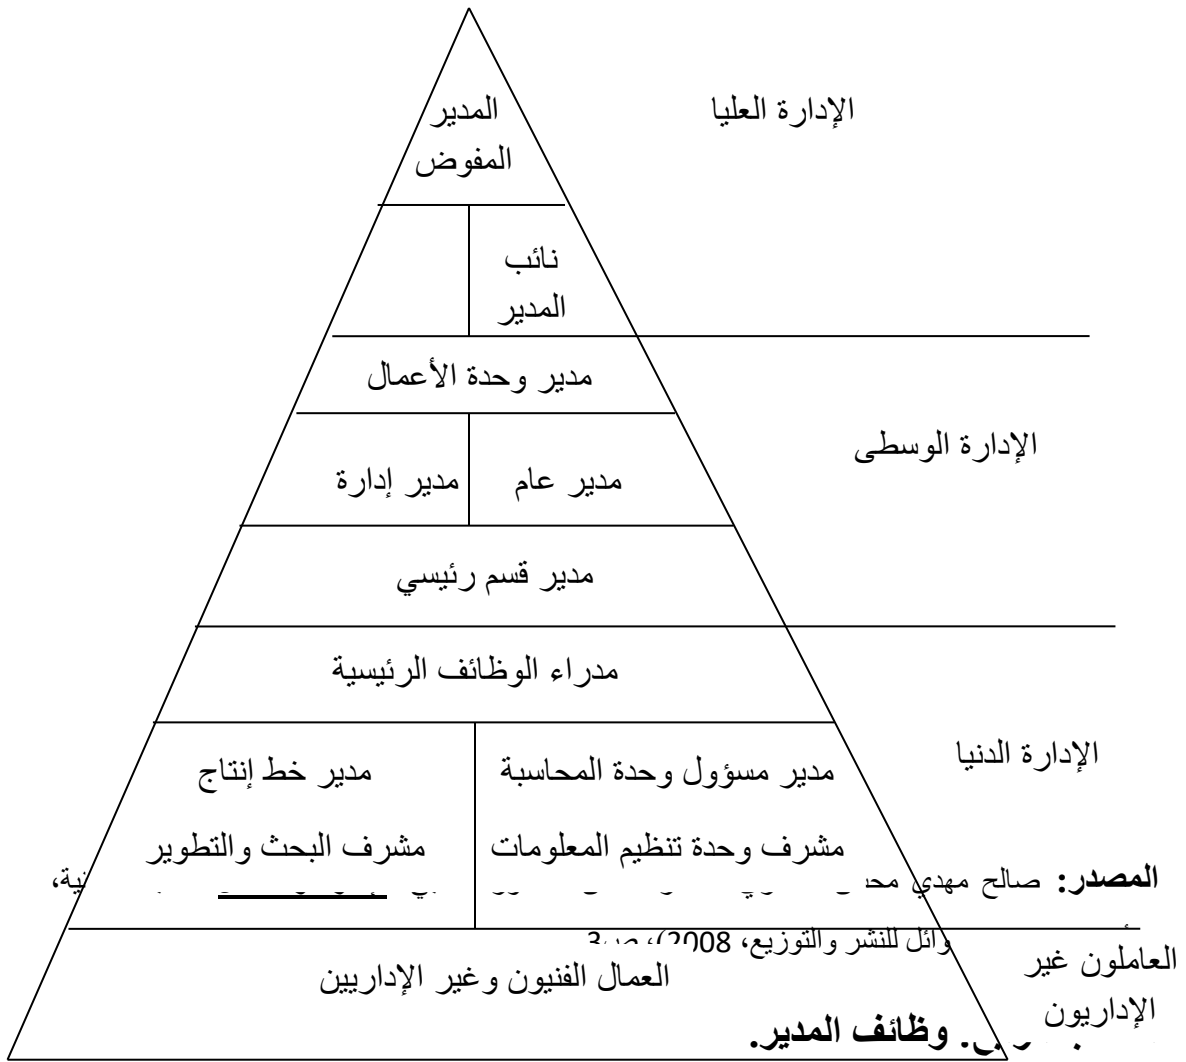 المدير
المفوض
الإدارة العليا
نائب
المدير
مدير وحدة الأعمال
الإدارة الوسطى
مدير عام
مدير إدارة
مدير قسم رئيسي
مدراء الوظائف الرئيسية
الإدارة الدنيا
مدير مسؤول وحدة المحاسبة
مدير خط إنتاج
مشرف وحدة تنظيم المعلومات
مشرف البحث والتطوير
المصدر: صالح مهدي
وائل للنشر والتوزيع، 2008)، ص3
العاملون غير
الإداريون
العمال الفنيون وغير الإداريين
وظائف المدير.